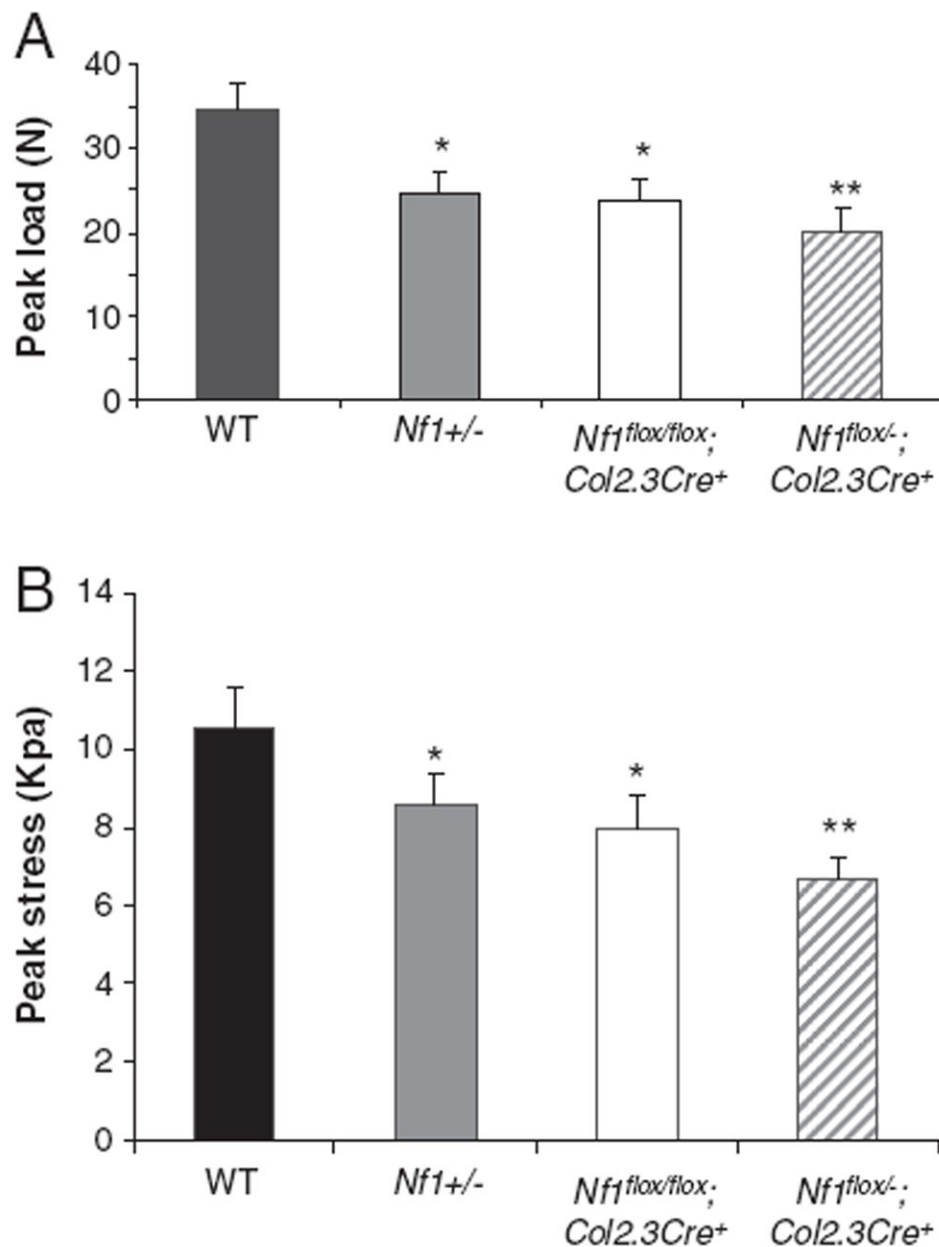 A
Peak load (N)
40
30
20
10
0
*
*
**
WT
Nf1+/-
Nf1flox/flox;
Col2.3Cre+
Nf1flox/-;
Col2.3Cre+
B
Peak stress (Kpa)
14
12
10
8
6
4
2
0
*
*
**
WT
Nf1+/-
Nf1flox/flox;
Col2.3Cre+
Nf1flox/-;
Col2.3Cre+